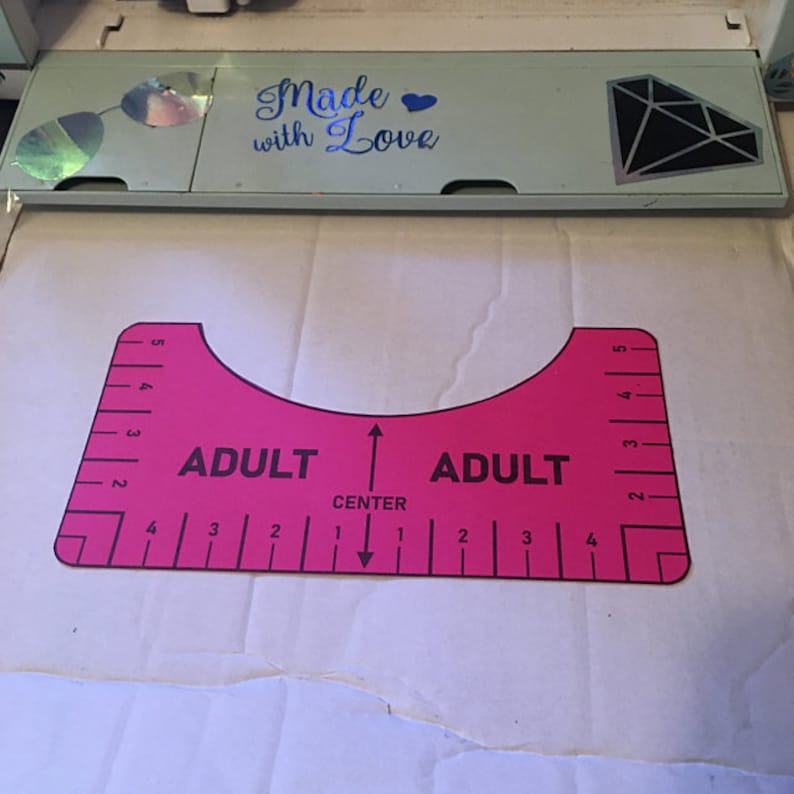 Made
with Love
5 5
4 4
3 3
2 2
ADULT ADULT
CENTER
4 3 2 1 1 2 3 4